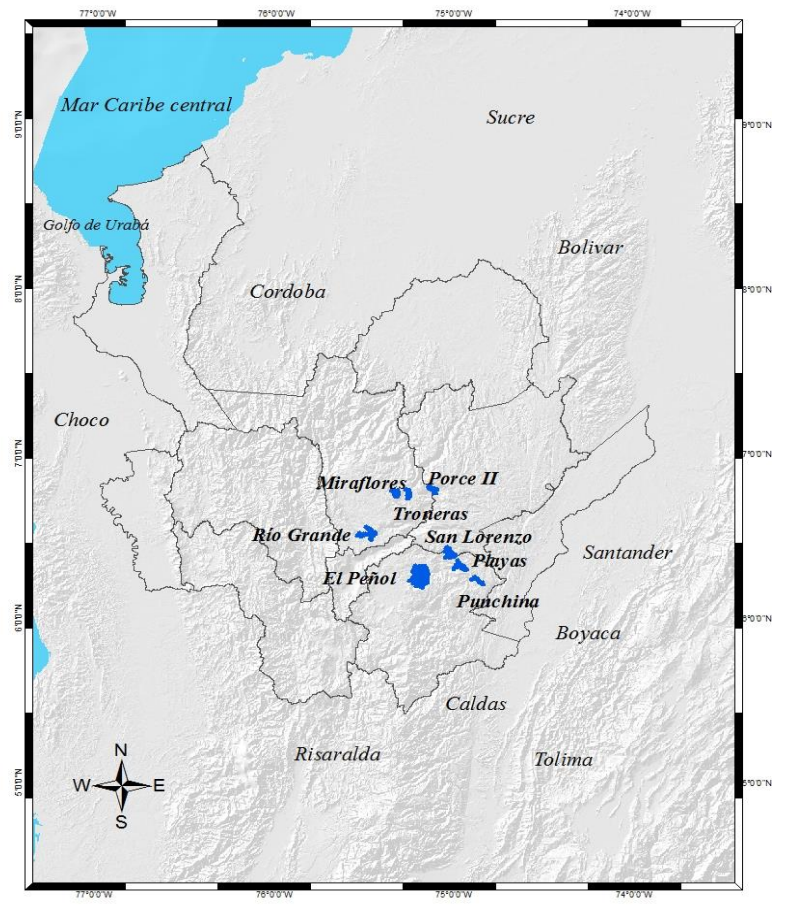 77°0'0"W 76°0'0"W 75°0'0"W 74°0'0"W
Mar Caribe central
Sucre
9°0'0"N 9°0'0"N
Golfo de Urabá
Bolivar
Cordoba
8°0'0"N 8°0'0"N
Choco
7°0'0"N 7°0'0"N
Miraflores Porce II
Troneras
Río Grande San Lorenzo
Santander
Playas
El Peñol
Punchina
6°0'0"N 6°0'0"N
Boyaca
Caldas
Risaralda Tolima
N
W E
S
5°0'0"N 5°0'0"N
77°0'0"W 76°0'0"W 75°0'0"W 74°0'0"W